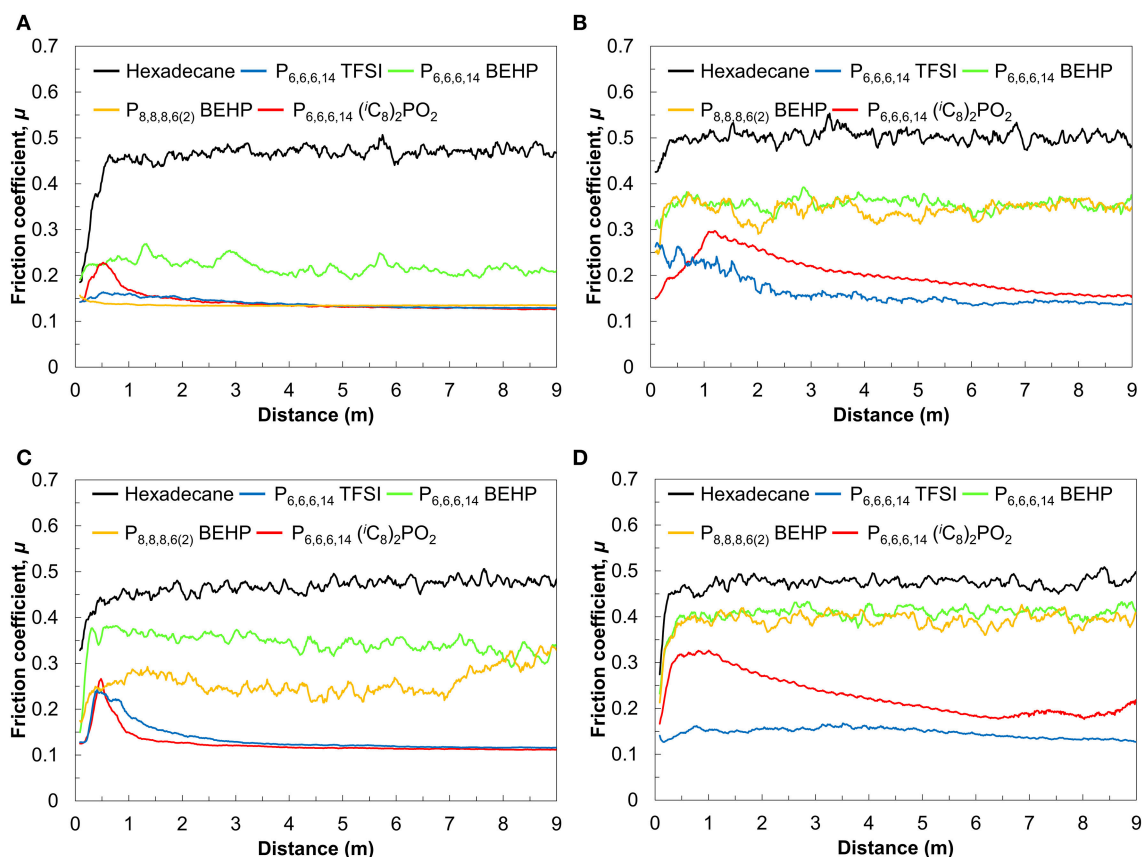 A
0.7
0.6
0.5
0.4
0.3
0.2
0.1
0
Friction coefficient, µ
Hexadecane P6,6,6,14 TFSI P6,6,6,14 BEHP
P8,8,8,6(2) BEHP P6,6,6,14 (iC8)2PO2
0 1 2 3 4 5 6 7 8 9
Distance (m)
B
0.7
0.6
0.5
0.4
0.3
0.2
0.1
0
Friction coefficient, µ
Hexadecane P6,6,6,14 TFSI P6,6,6,14 BEHP
P8,8,8,6(2) BEHP P6,6,6,14 (iC8)2PO2
0 1 2 3 4 5 6 7 8 9
Distance (m)
C
0.7
0.6
0.5
0.4
0.3
0.2
0.1
0
Friction coefficient, µ
Hexadecane P6,6,6,14 TFSI P6,6,6,14 BEHP
P8,8,8,6(2) BEHP P6,6,6,14 (iC8)2PO2
0 1 2 3 4 5 6 7 8 9
Distance (m)
D
0.7
0.6
0.5
0.4
0.3
0.2
0.1
0
Friction coefficient, µ
Hexadecane P6,6,6,14 TFSI P6,6,6,14 BEHP
P8,8,8,6(2) BEHP P6,6,6,14 (iC8)2PO2
0 1 2 3 4 5 6 7 8 9
Distance (m)